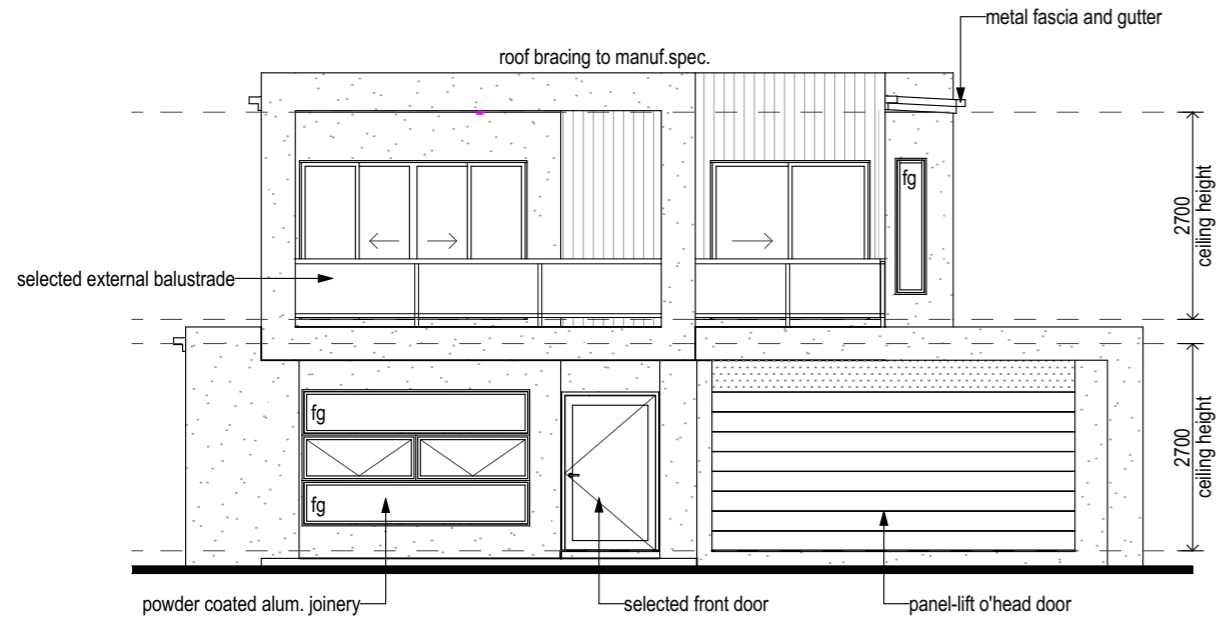 metal fascia and gutter
roof bracing to manuf.spec.
fg
2700
ceiling height
selected external balustrade
fg
2700
ceiling height
fg
powder coated alum. joinery
selected front door
panel-lift o'head door